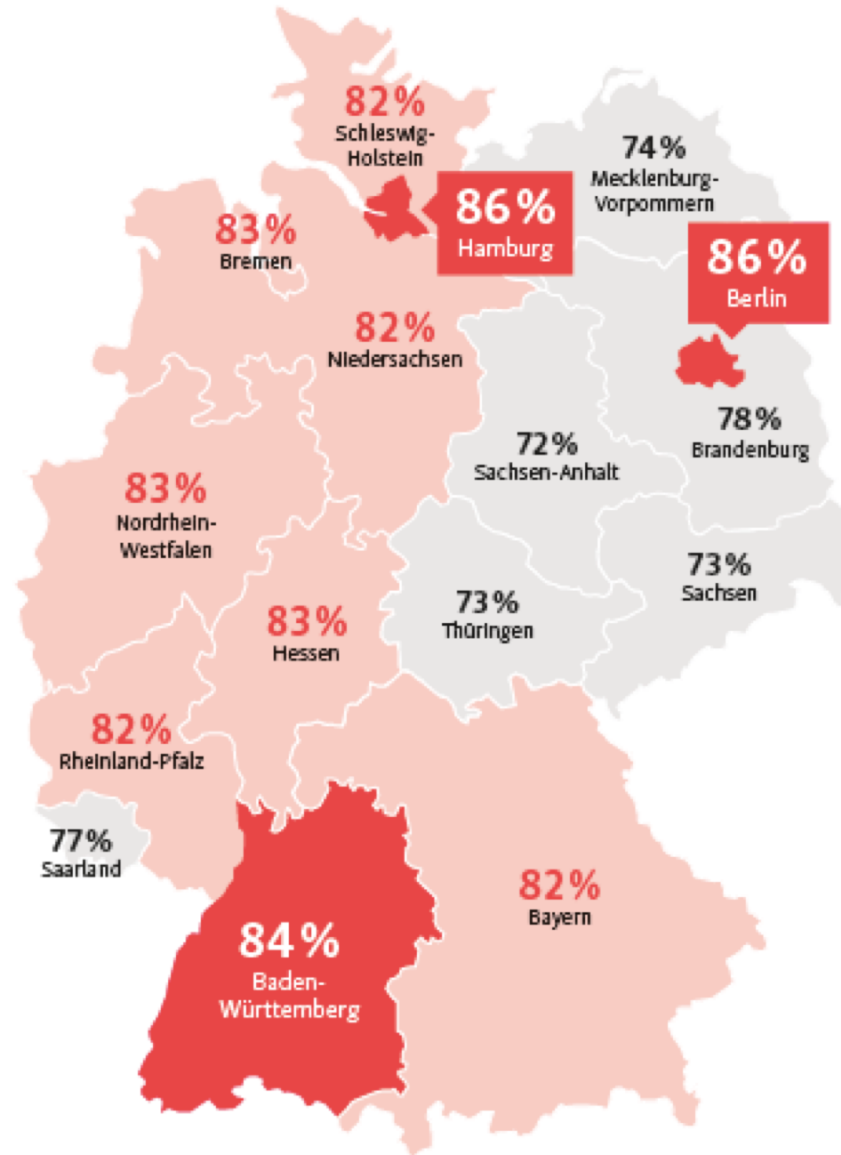 82%
Schleswig-
Holstein
74%
Mecklenburg-
Vorpommern
86%
Hamburg
83%
Bremen
86%
Berlin
82%
Niedersachsen
78%
Brandenburg
72%
Sachsen-Anhalt
83%
Nordrhein-
Westfalen
73%
Sachsen
73%
Thüringen
83%
Hessen
82%
Rheinland-Pfalz
77%
Saarland
82%
Bayern
84%
Baden-
Württemberg